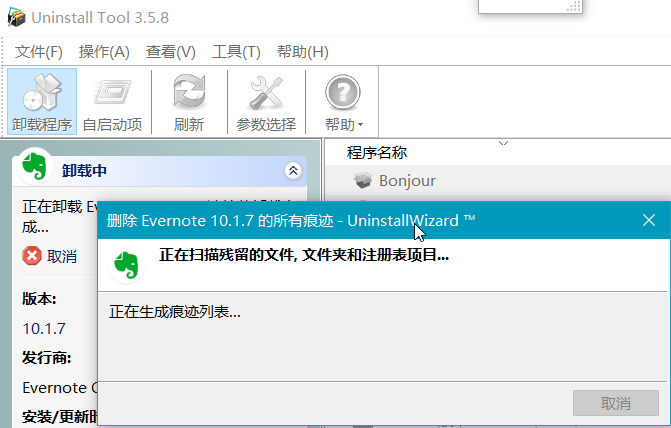 Uninstall Tool 3.5.8
文件(F) 操作(A) 查看(V) 工具(T) 帮助(H)
卸载程序 自启动项 刷新 参数选择 帮助
卸载中
程序名称
Bonjour
正在卸载
成...
取消
版本:
10.1.7
发行商:
Evernote
安装/更新
删除 Evernote 10.1.7 的所有痕迹 - UninstallWizard ™
正在扫描残留的文件, 文件夹和注册表项目...
正在生成痕迹列表...
取消